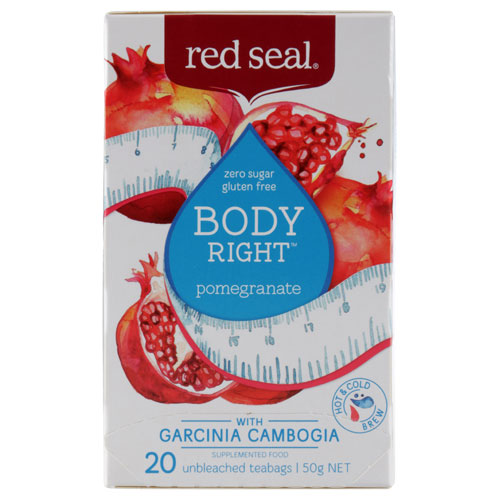 red seal®
zero sugar
gluten free
BODY
RIGHT™
pomegranate
HOT & COLD
BREW
WITH
GARCINIA CAMBOGIA
SUPPLEMENTED FOOD
20 unbleached teabags | 50g NET